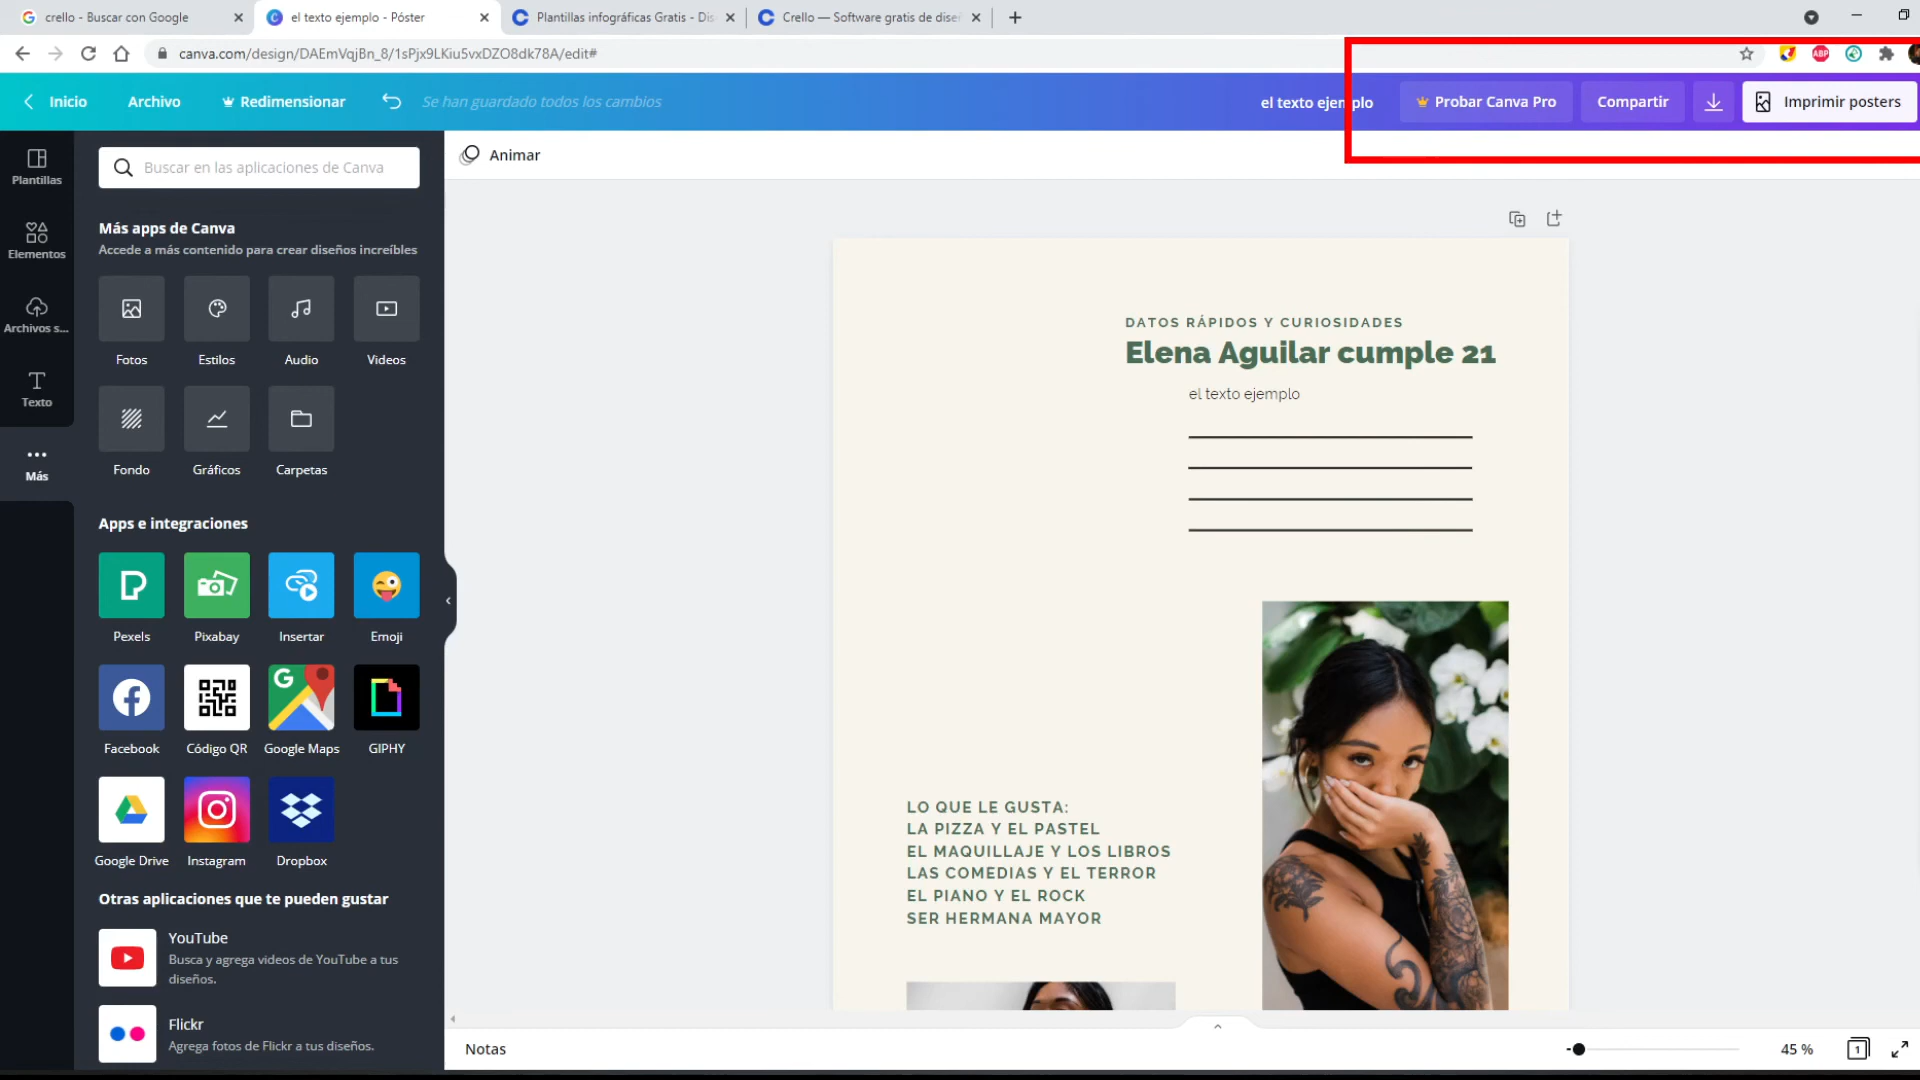 crello - Buscar con Google
el texto ejemplo - Póster
Plantillas infográficas Gratis - Dis
Crello — Software gratis de dise
canva.com/design/DAEmVqjBn_8/1sPjx9LKiu5vxDZO8dk78A/edit#
ABP
Inicio
Archivo
Redimensionar
Se han guardado todos los cambios
el texto ejemplo
Probar Canva Pro
Compartir
Imprimir posters
Plantillas
Elementos
Archivos s...
Texto
Más
Buscar en las aplicaciones de Canva
Más apps de Canva
Accede a más contenido para crear diseños increíbles
Fotos
Estilos
Audio
Videos
Fondo
Gráficos
Carpetas
Apps e integraciones
Pexels
Pixabay
Insertar
Emoji
Facebook
Código QR
Google Maps
GIPHY
Google Drive
Instagram
Dropbox
Otras aplicaciones que te pueden gustar
YouTube
Busca y agrega videos de YouTube a tus
diseños.
Flickr
Agrega fotos de Flickr a tus diseños.
Animar
DATOS RÁPIDOS Y CURIOSIDADES
Elena Aguilar cumple 21
el texto ejemplo
LO QUE LE GUSTA:
LA PIZZA Y EL PASTEL
EL MAQUILLAJE Y LOS LIBROS
LAS COMEDIAS Y EL TERROR
EL PIANO Y EL ROCK
SER HERMANA MAYOR
Notas
45 %
1